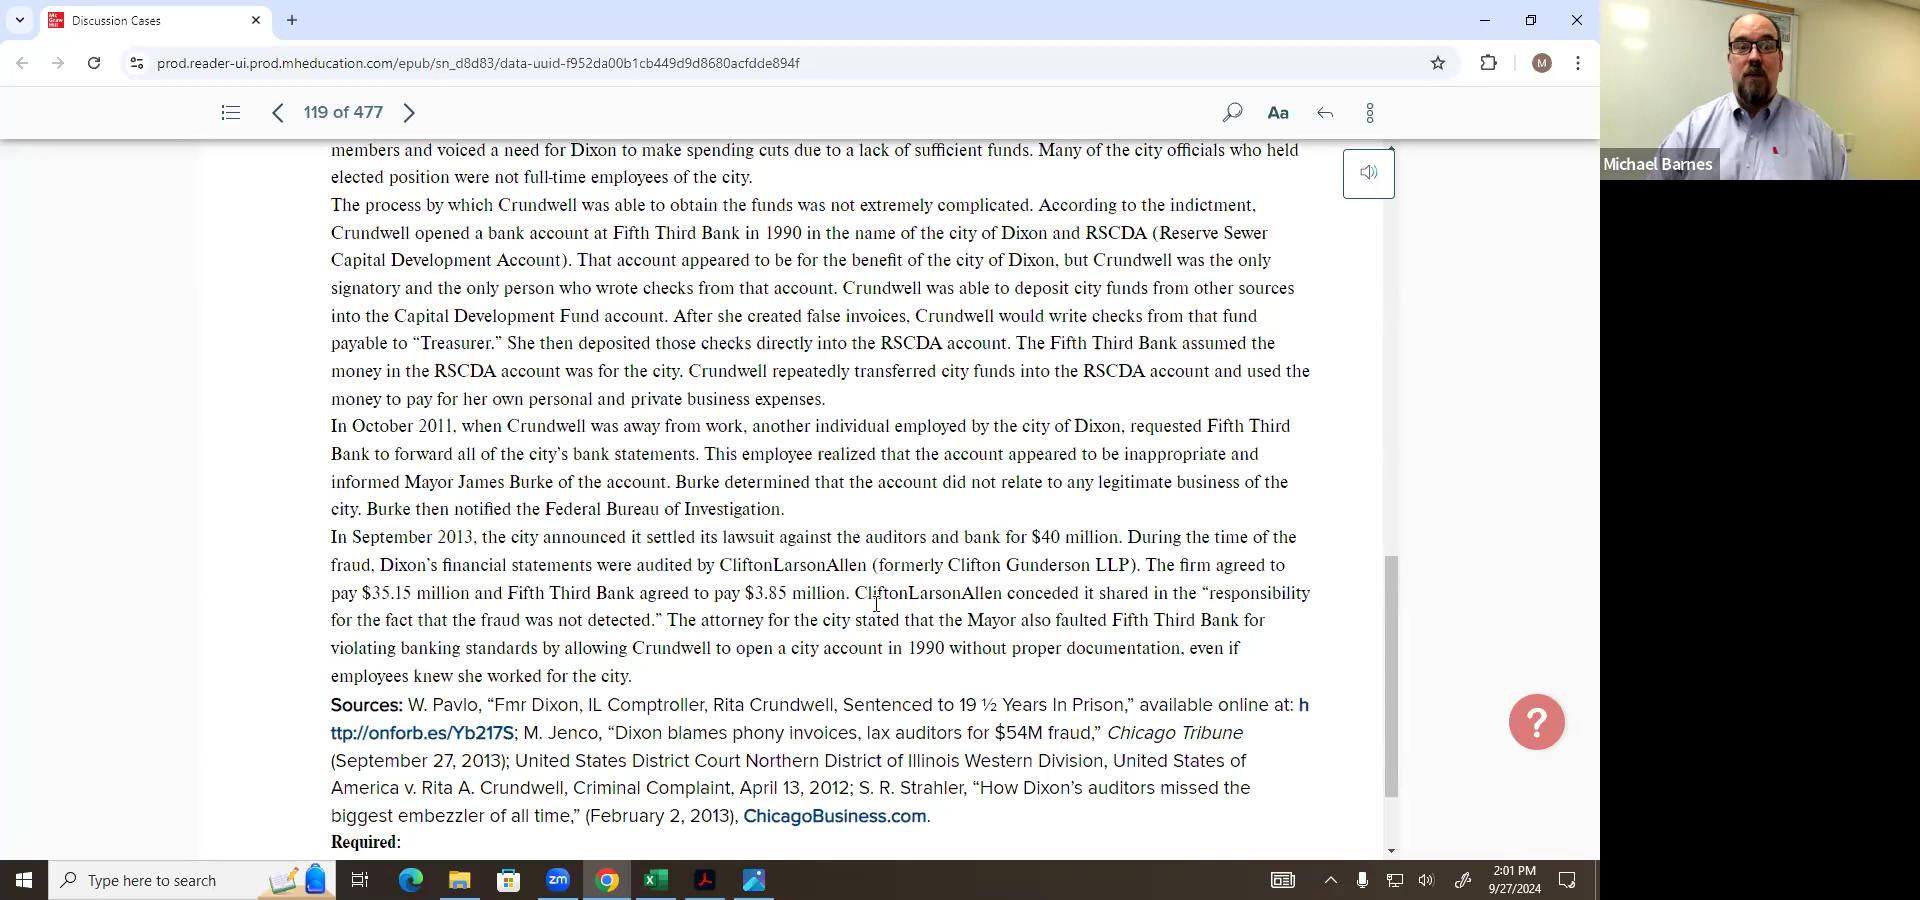 Discussion Cases
prod.reader-ui.prod.mheducation.com/epub/sn_d8d83/data-uuid-f952da00b1cb449d9d8680acfdde894f
M
119 of 477
Aa
members and voiced a need for Dixon to make spending cuts due to a lack of sufficient funds. Many of the city officials who held
elected position were not full-time employees of the city.
The process by which Crundwell was able to obtain the funds was not extremely complicated. According to the indictment,
Crundwell opened a bank account at Fifth Third Bank in 1990 in the name of the city of Dixon and RSCDA (Reserve Sewer
Capital Development Account). That account appeared to be for the benefit of the city of Dixon, but Crundwell was the only
signatory and the only person who wrote checks from that account. Crundwell was able to deposit city funds from other sources
into the Capital Development Fund account. After she created false invoices, Crundwell would write checks from that fund
payable to “Treasurer.” She then deposited those checks directly into the RSCDA account. The Fifth Third Bank assumed the
money in the RSCDA account was for the city. Crundwell repeatedly transferred city funds into the RSCDA account and used the
money to pay for her own personal and private business expenses.
In October 2011, when Crundwell was away from work, another individual employed by the city of Dixon, requested Fifth Third
Bank to forward all of the city’s bank statements. This employee realized that the account appeared to be inappropriate and
informed Mayor James Burke of the account. Burke determined that the account did not relate to any legitimate business of the
city. Burke then notified the Federal Bureau of Investigation.
In September 2013, the city announced it settled its lawsuit against the auditors and bank for $40 million. During the time of the
fraud, Dixon’s financial statements were audited by CliftonLarsonAllen (formerly Clifton Gunderson LLP). The firm agreed to
pay $35.15 million and Fifth Third Bank agreed to pay $3.85 million. CliftonLarsonAllen conceded it shared in the “responsibility
for the fact that the fraud was not detected.” The attorney for the city stated that the Mayor also faulted Fifth Third Bank for
violating banking standards by allowing Crundwell to open a city account in 1990 without proper documentation, even if
employees knew she worked for the city.
Sources: W. Pavlo, “Fmr Dixon, IL Comptroller, Rita Crundwell, Sentenced to 19 ½ Years In Prison,” available online at: h
ttp://onforb.es/Yb217S; M. Jenco, “Dixon blames phony invoices, lax auditors for $54M fraud,” Chicago Tribune
(September 27, 2013); United States District Court Northern District of Illinois Western Division, United States of
America v. Rita A. Crundwell, Criminal Complaint, April 13, 2012; S. R. Strahler, “How Dixon’s auditors missed the
biggest embezzler of all time,” (February 2, 2013), ChicagoBusiness.com.
Required:
?
Michael Barnes
Type here to search
zm
2:01 PM
9/27/2024